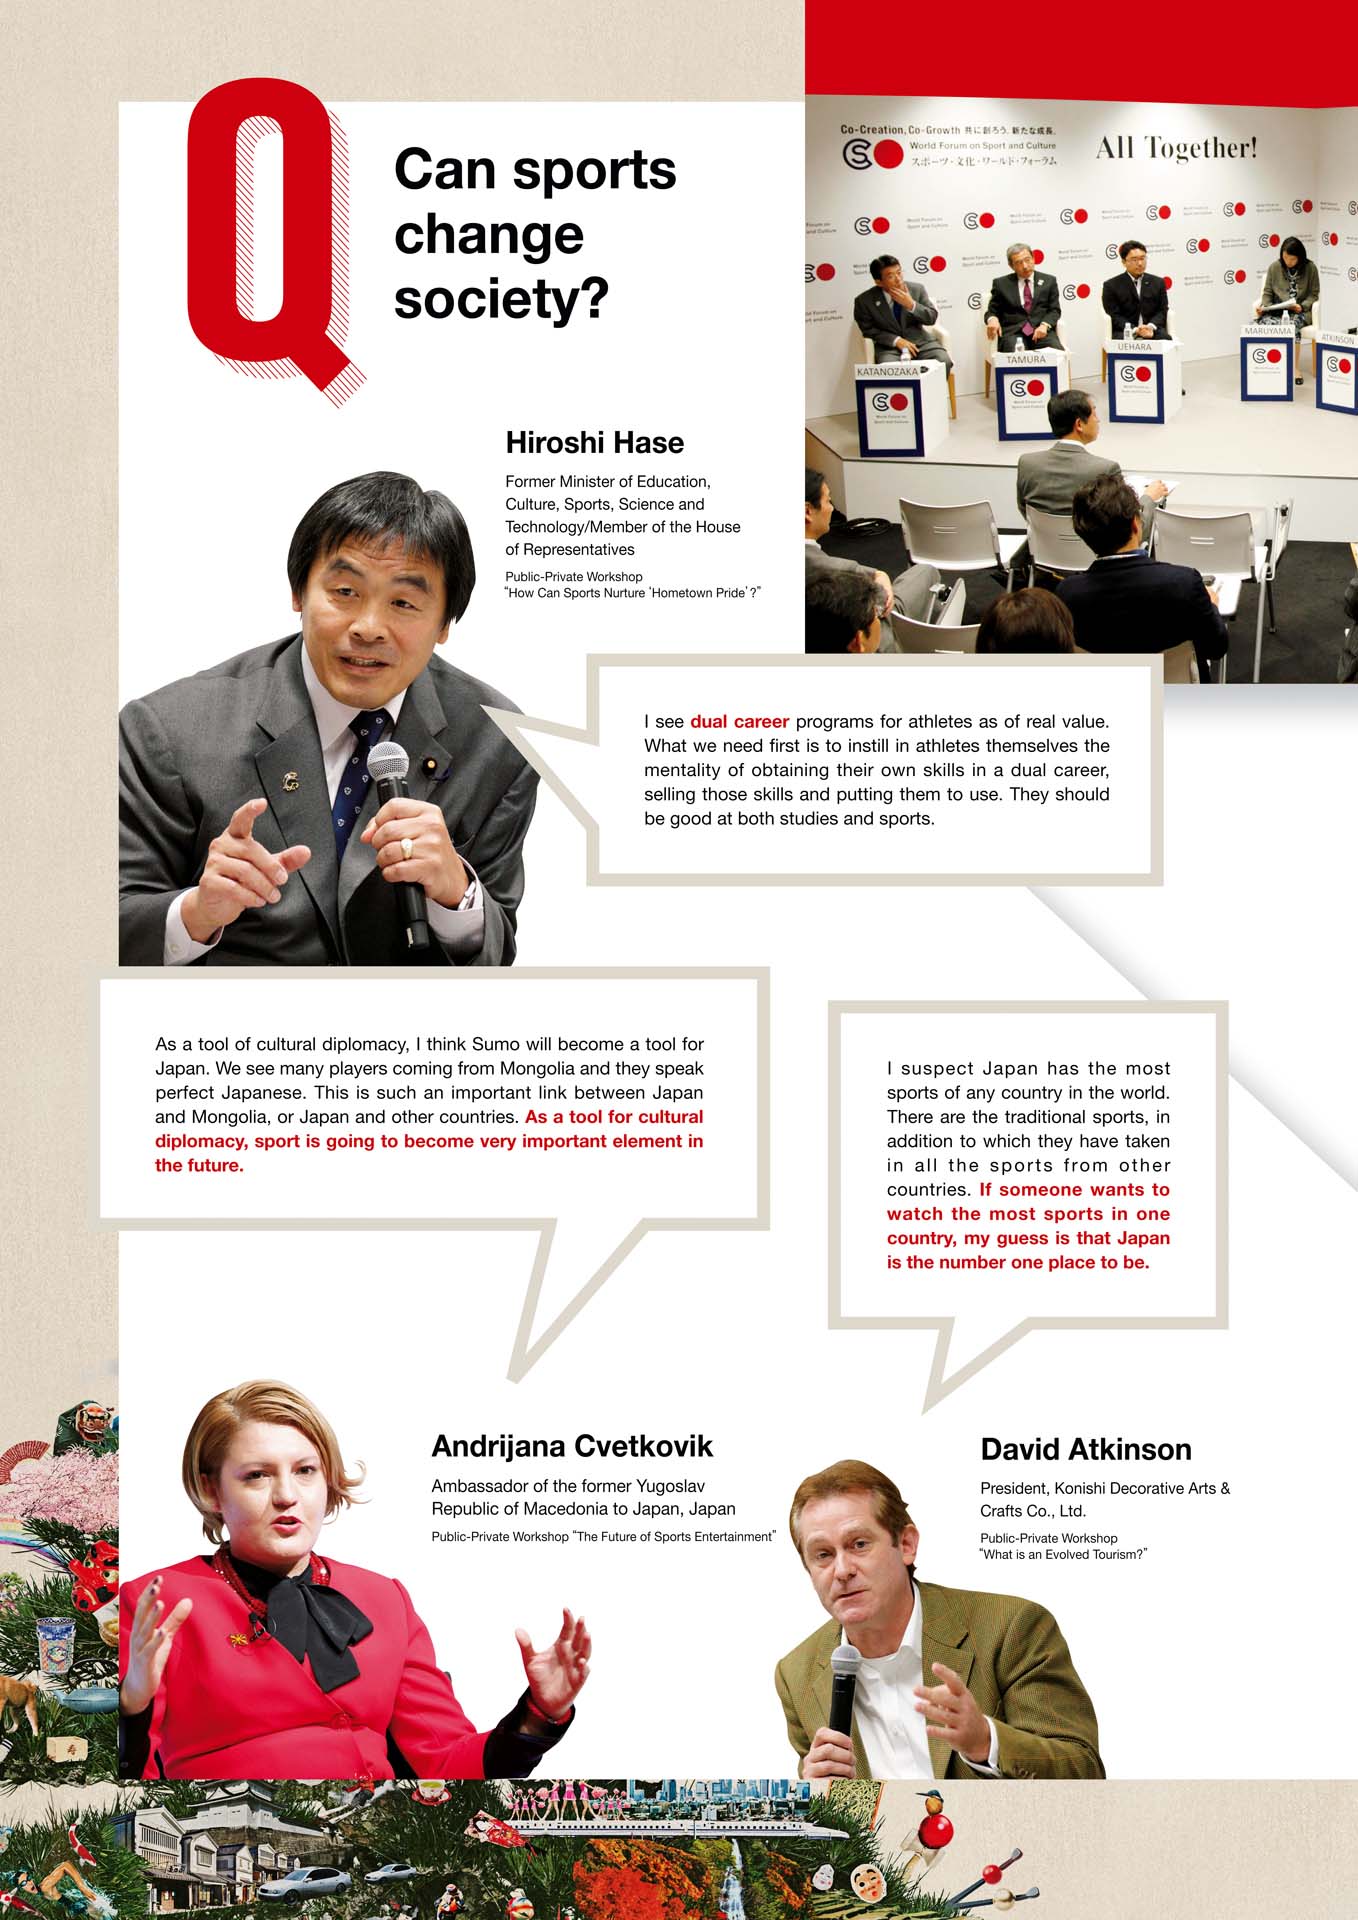 Q
Can sports
change
society?
Co-Creation, Co-Growth 共に創ろう、新たな成長。
World Forum on Sport and Culture
スポーツ・文化・ワールド・フォーラム
All Together!
KATANOZAKA
TAMURA
UEHARA
MARUYAMA
ATKINSON
World Forum on
Sport and Culture
Hiroshi Hase
Former Minister of Education,
Culture, Sports, Science and
Technology/Member of the House
of Representatives
Public-Private Workshop
“How Can Sports Nurture ‘Hometown Pride’?”
I see dual career programs for athletes as of real value.
What we need first is to instill in athletes themselves the
mentality of obtaining their own skills in a dual career,
selling those skills and putting them to use. They should
be good at both studies and sports.
As a tool of cultural diplomacy, I think Sumo will become a tool for
Japan. We see many players coming from Mongolia and they speak
perfect Japanese. This is such an important link between Japan
and Mongolia, or Japan and other countries. As a tool for cultural
diplomacy, sport is going to become very important element in
the future.
I suspect Japan has the most
sports of any country in the world.
There are the traditional sports, in
addition to which they have taken
in all the sports from other
countries. If someone wants to
watch the most sports in one
country, my guess is that Japan
is the number one place to be.
Andrijana Cvetkovik
Ambassador of the former Yugoslav
Republic of Macedonia to Japan, Japan
Public-Private Workshop “The Future of Sports Entertainment”
David Atkinson
President, Konishi Decorative Arts &
Crafts Co., Ltd.
Public-Private Workshop
“What is an Evolved Tourism?”